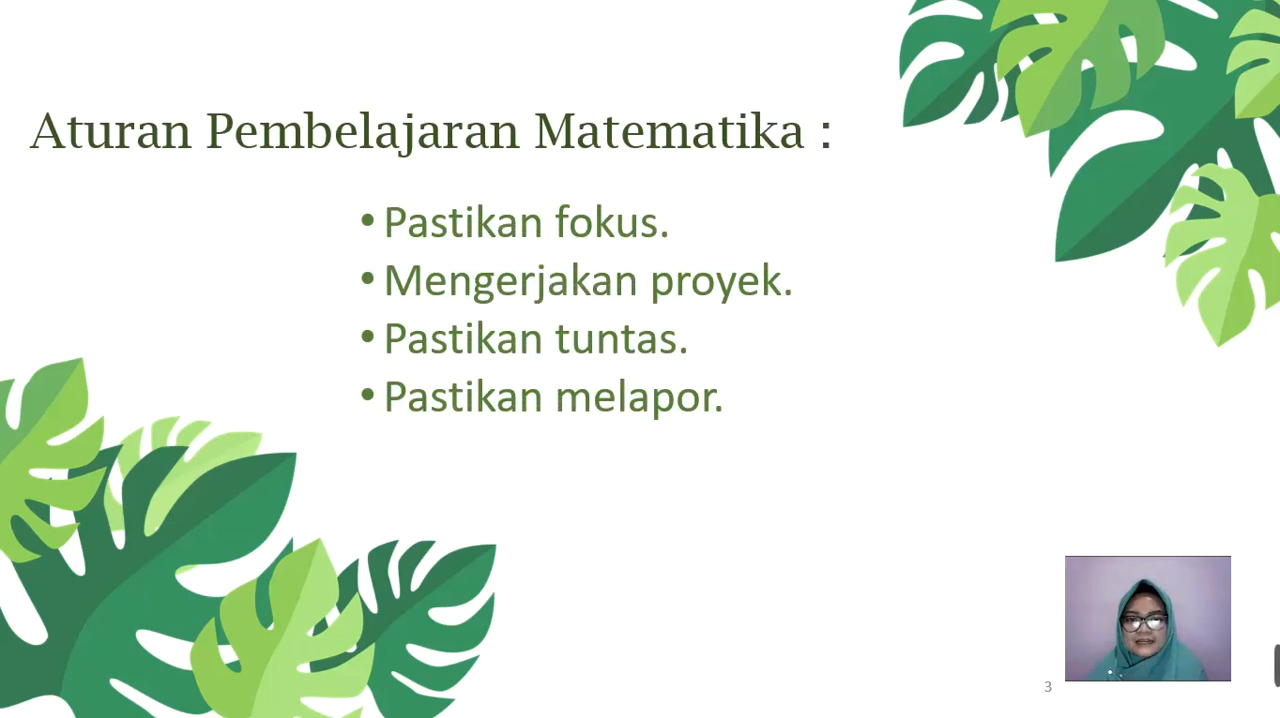 Aturan Pembelajaran Matematika :
• Pastikan fokus.
• Mengerjakan proyek.
• Pastikan tuntas.
• Pastikan melapor.
3